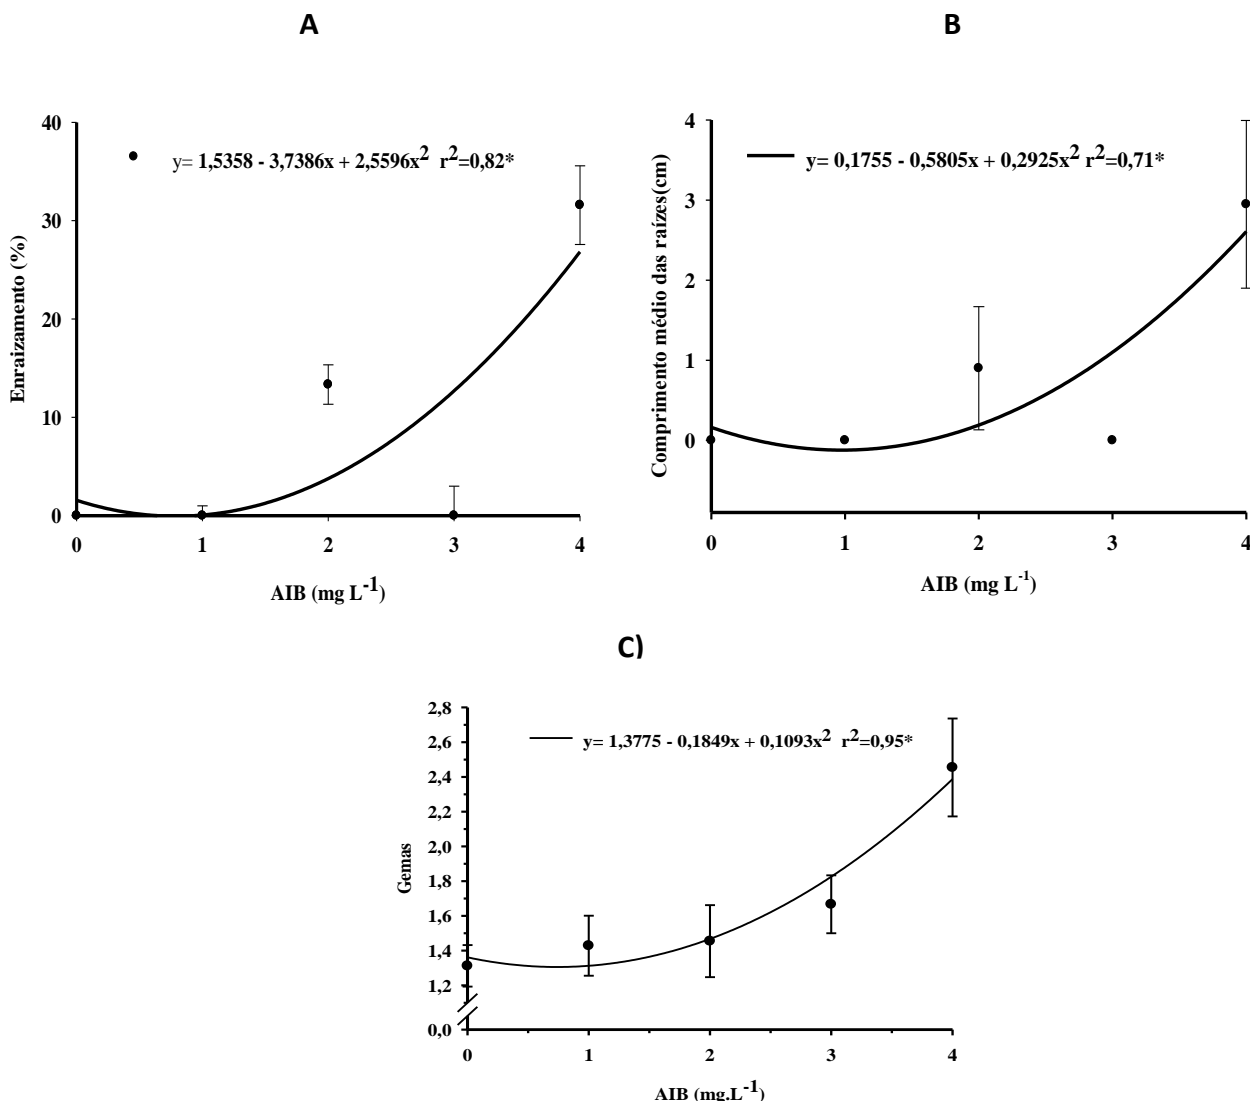 A
B
40
30
20
10
0
Enraizamento (%)
y= 1,5358 - 3,7386x + 2,5596x² r²=0,82*
0 1 2 3 4
AIB (mg L⁻¹)
4
3
2
1
0
Comprimento médio das raízes(cm)
y= 0,1755 - 0,5805x + 0,2925x² r²=0,71*
0 1 2 3 4
AIB (mg L⁻¹)
C)
2,8
2,6
2,4
2,2
2,0
1,8
1,6
1,4
1,2
0,0
Gemas
y= 1,3775 - 0,1849x + 0,1093x² r²=0,95*
0 1 2 3 4
AIB (mg.L⁻¹)